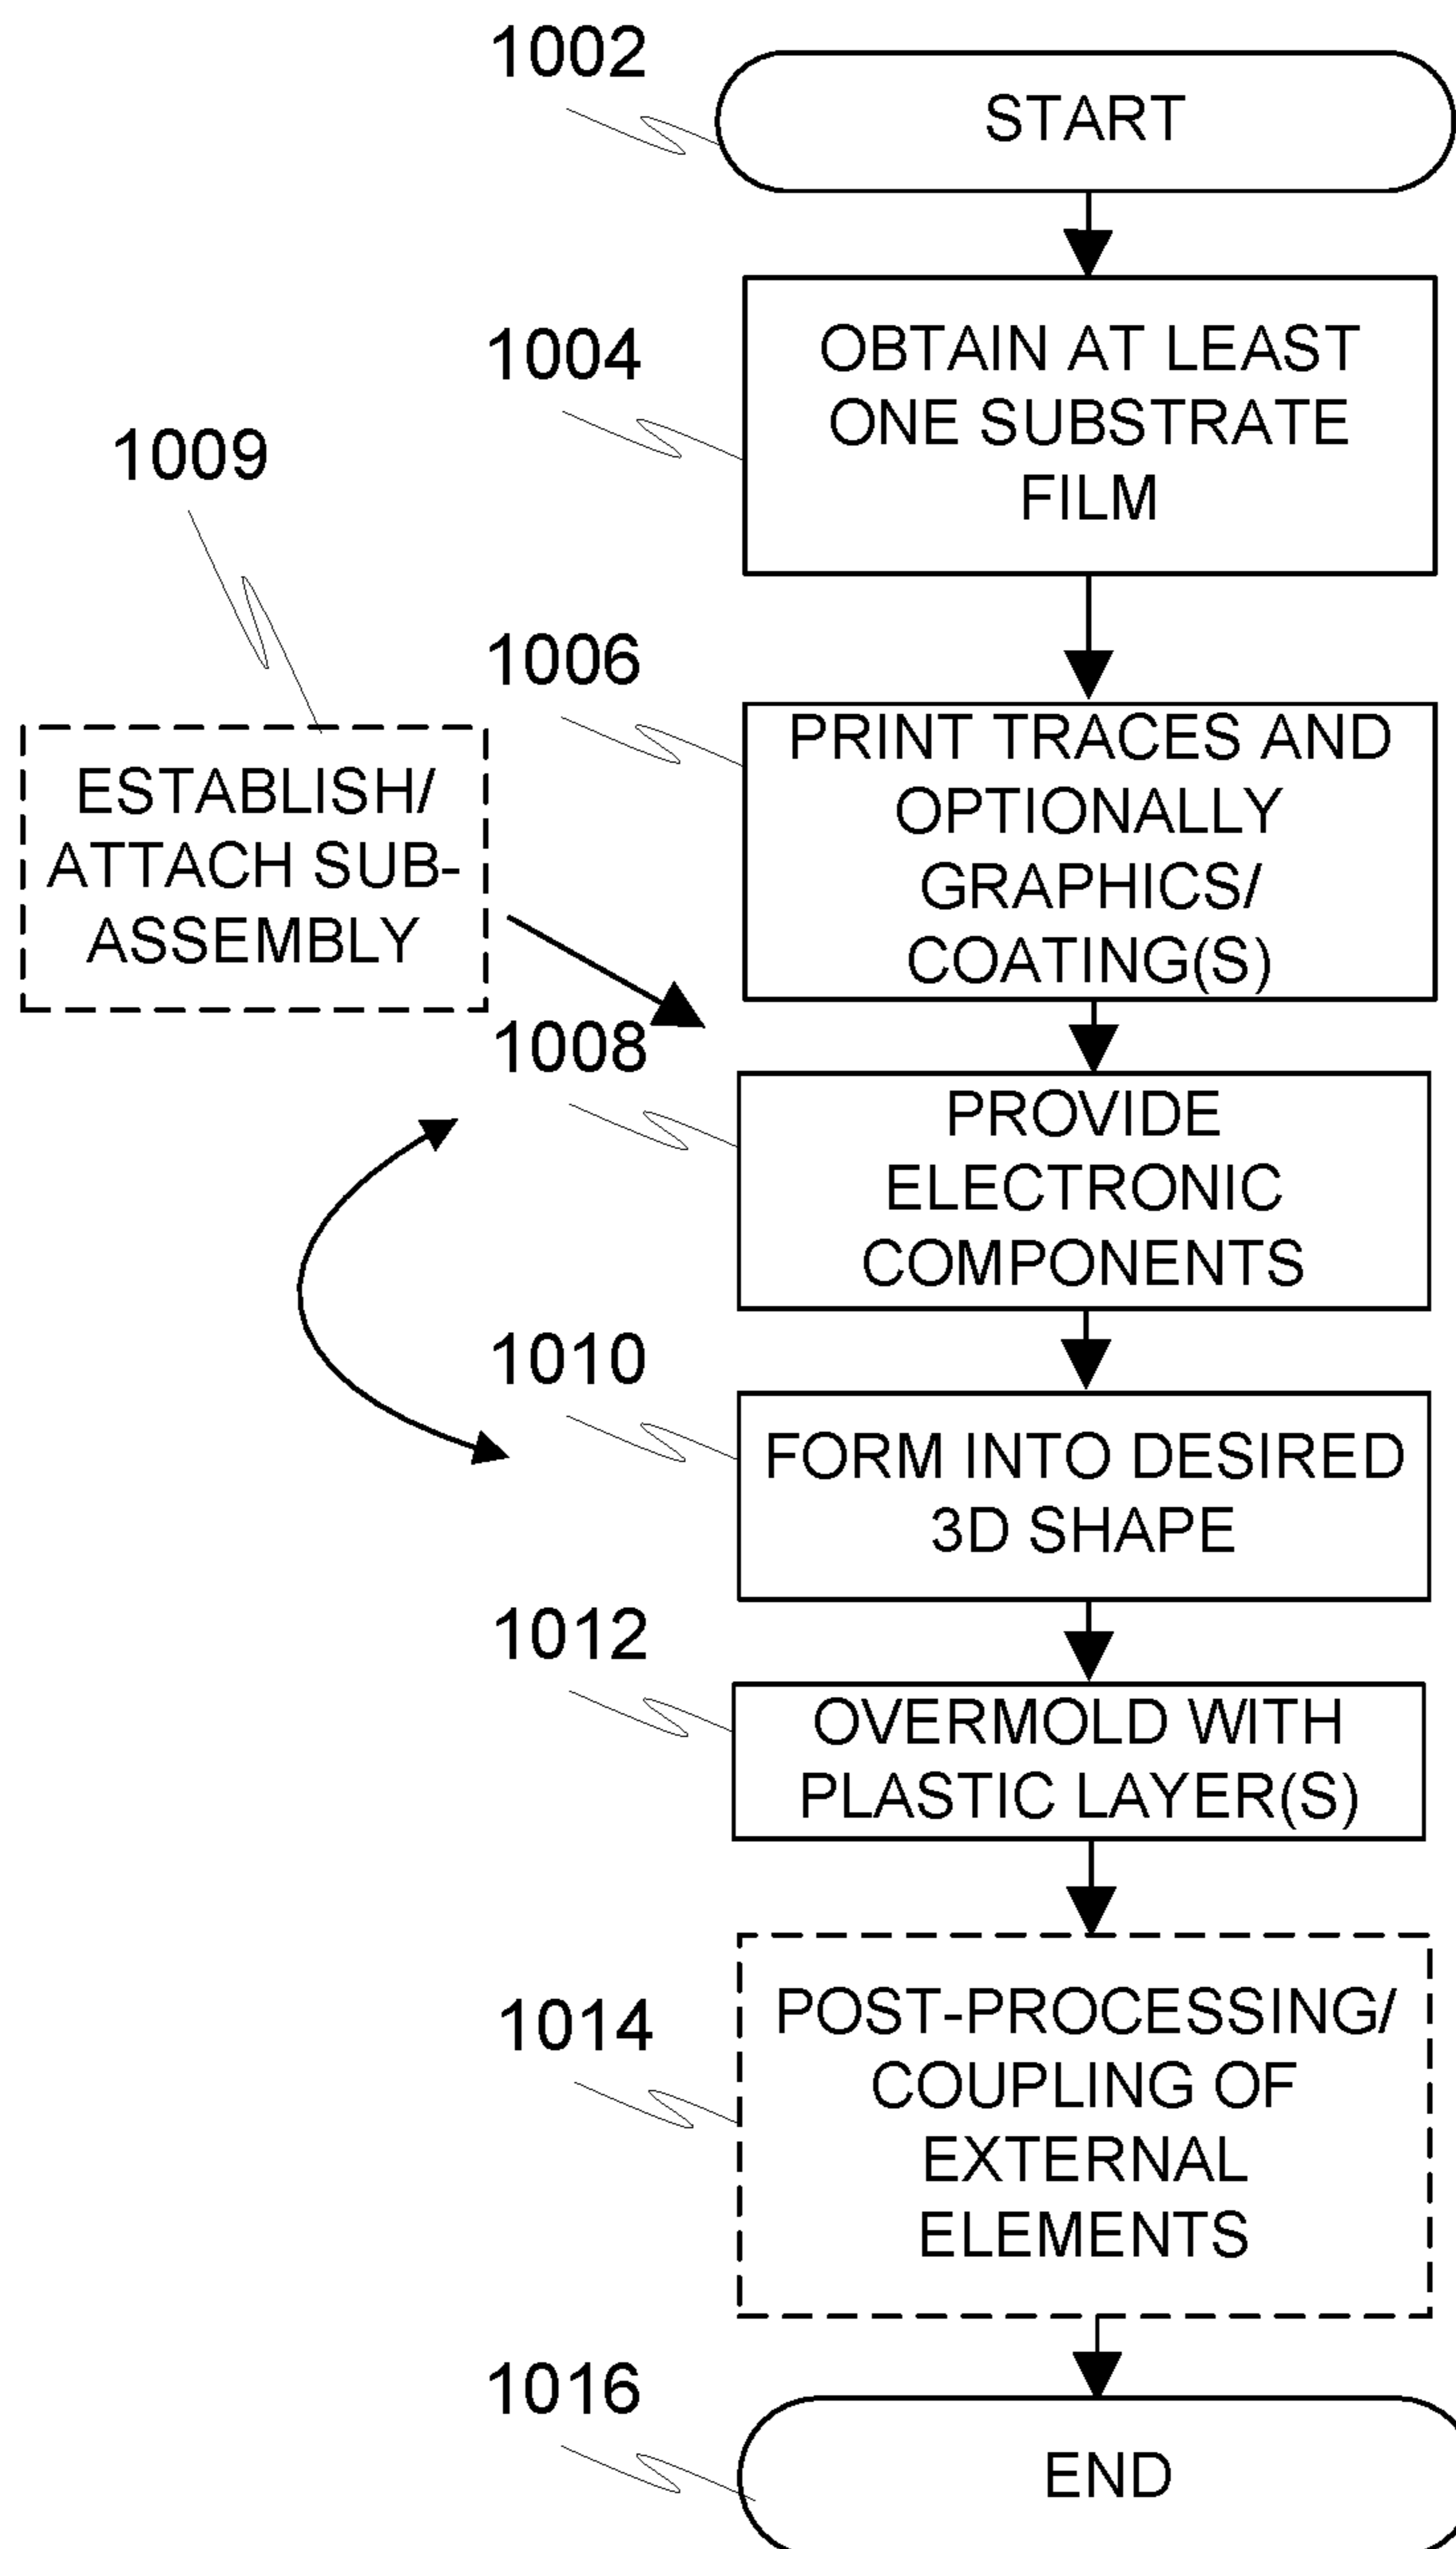 1002
START
1004
OBTAIN AT LEAST
ONE SUBSTRATE
FILM
1009
ESTABLISH/
ATTACH SUB-
ASSEMBLY
1006
PRINT TRACES AND
OPTIONALLY
GRAPHICS/
COATING(S)
1008
PROVIDE
ELECTRONIC
COMPONENTS
1010
FORM INTO DESIRED
3D SHAPE
1012
OVERMOLD WITH
PLASTIC LAYER(S)
1014
POST-PROCESSING/
COUPLING OF
EXTERNAL
ELEMENTS
1016
END